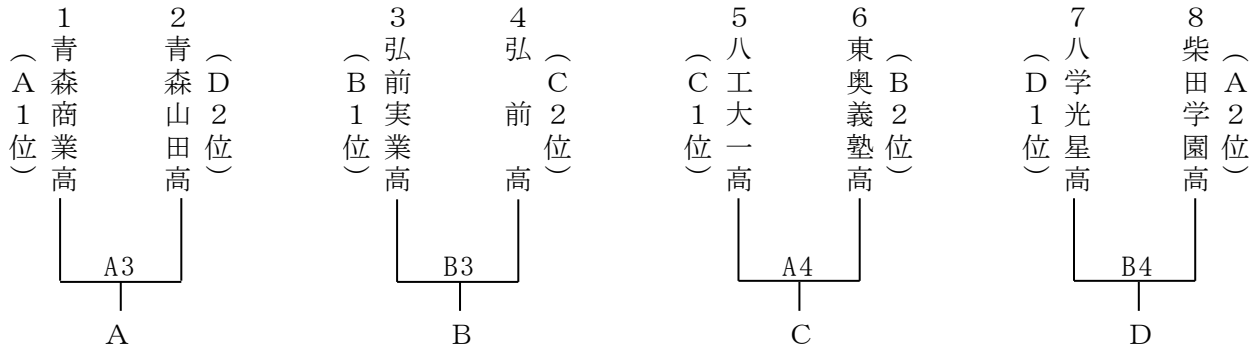 1 青森商業高 (A1位)
2 青森山田高 (D2位)
3 弘前実業高 (B1位)
4 弘前高 (C2位)
5 八工大一高 (C1位)
6 東奥義塾高 (B2位)
7 八学光星高 (D1位)
8 柴田学園高 (A2位)
A3
B3
A4
B4
A
B
C
D